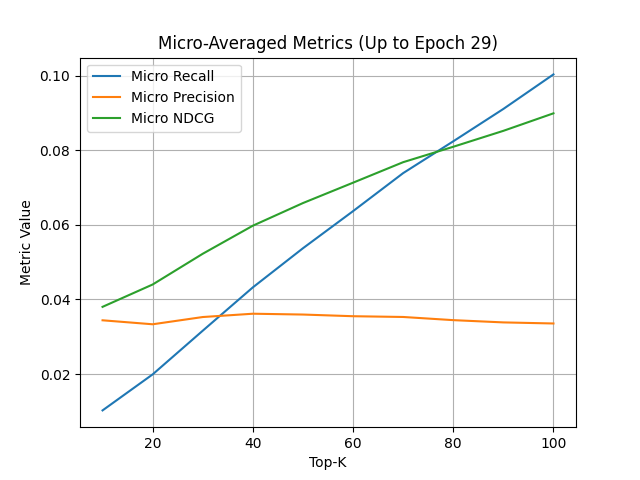 Micro-Averaged Metrics (Up to Epoch 29)
Micro Recall
Micro Precision
Micro NDCG
Metric Value
0.10
0.08
0.06
0.04
0.02
20
40
60
80
100
Top-K